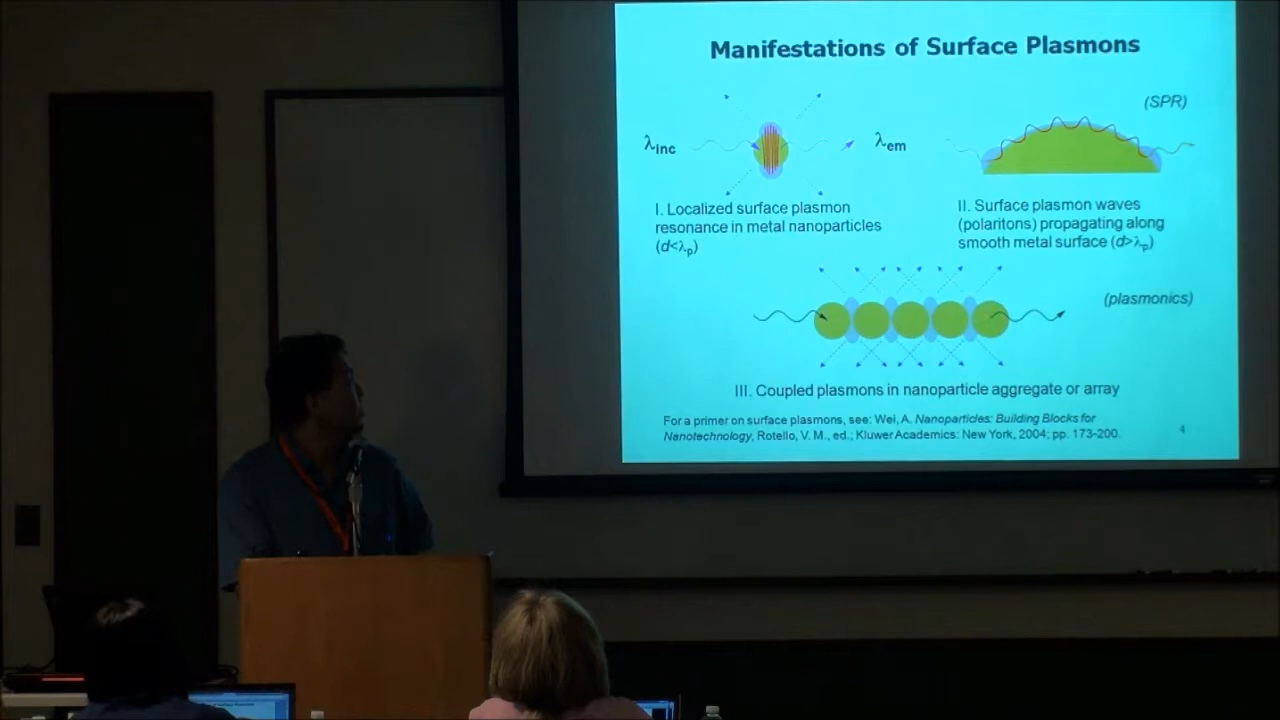 Manifestations of Surface Plasmons
λinc
λem
(SPR)
I. Localized surface plasmon
resonance in metal nanoparticles
(d<λp)
II. Surface plasmon waves
(polaritons) propagating along
smooth metal surface (d>λp)
(plasmonics)
III. Coupled plasmons in nanoparticle aggregate or array
For a primer on surface plasmons, see: Wei, A. Nanoparticles: Building Blocks for
Nanotechnology, Rotello, V. M., ed.; Kluwer Academics: New York, 2004; pp. 173-200.
4